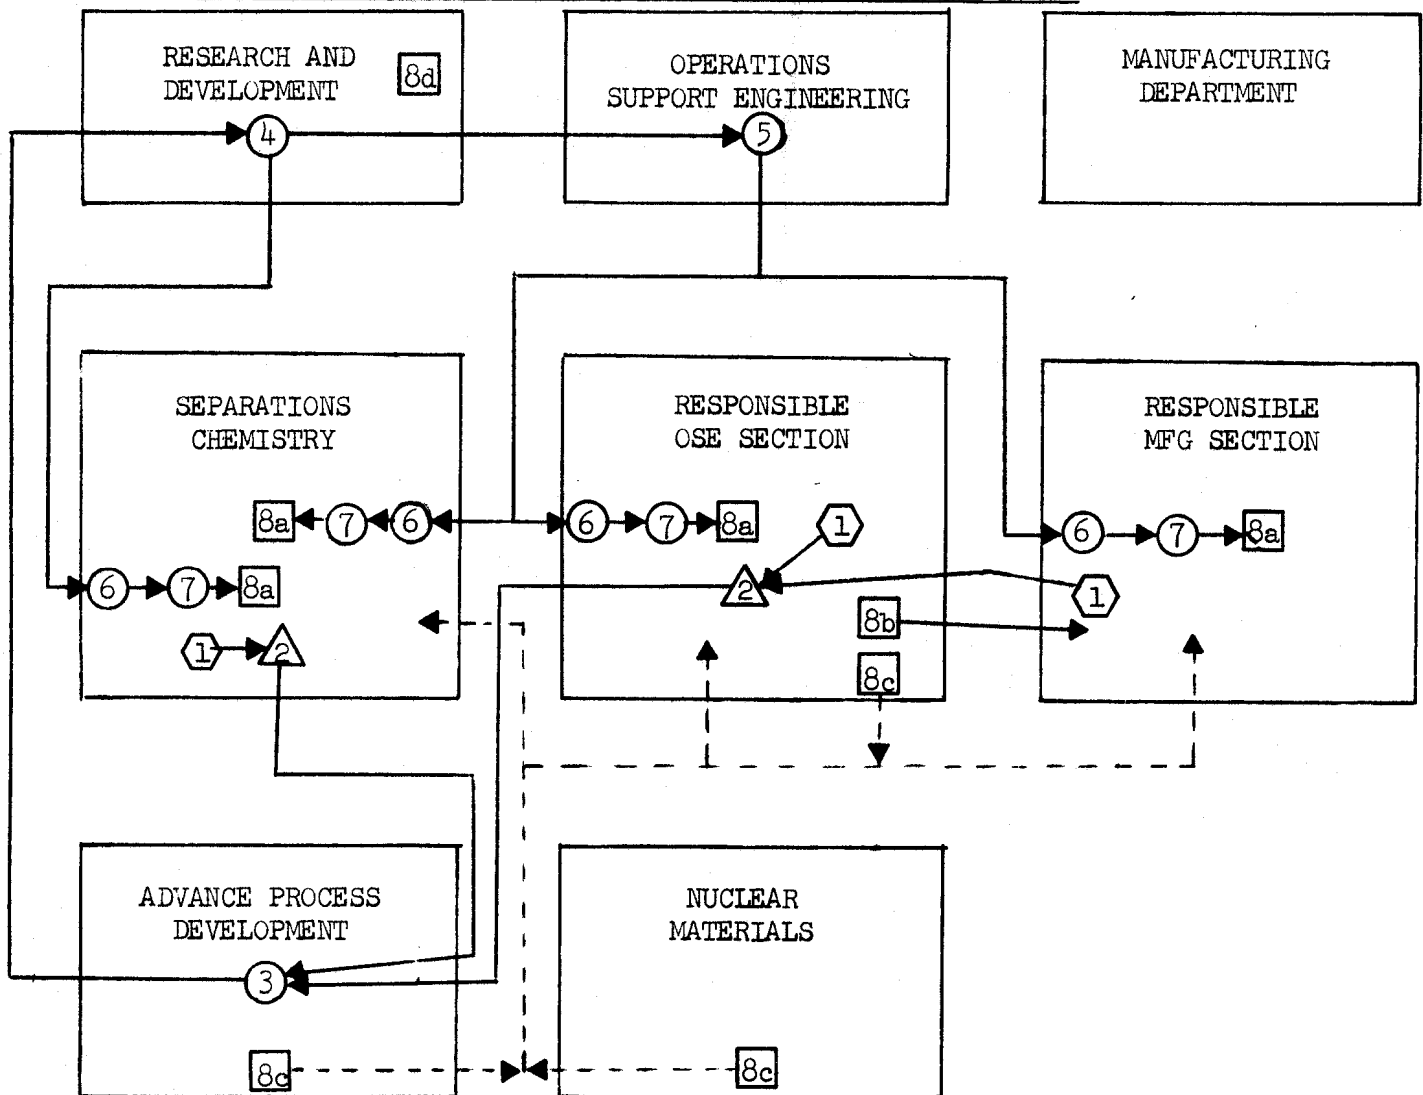 RESEARCH AND
DEVELOPMENT
8d
4
OPERATIONS
SUPPORT ENGINEERING
5
MANUFACTURING
DEPARTMENT
SEPARATIONS
CHEMISTRY
8a 7 6
6 7 8a
1 2
RESPONSIBLE
OSE SECTION
6 7 8a 1
2
8b
8c
RESPONSIBLE
MFG SECTION
6 7 8a
1
ADVANCE PROCESS
DEVELOPMENT
3
8c
NUCLEAR
MATERIALS
8c